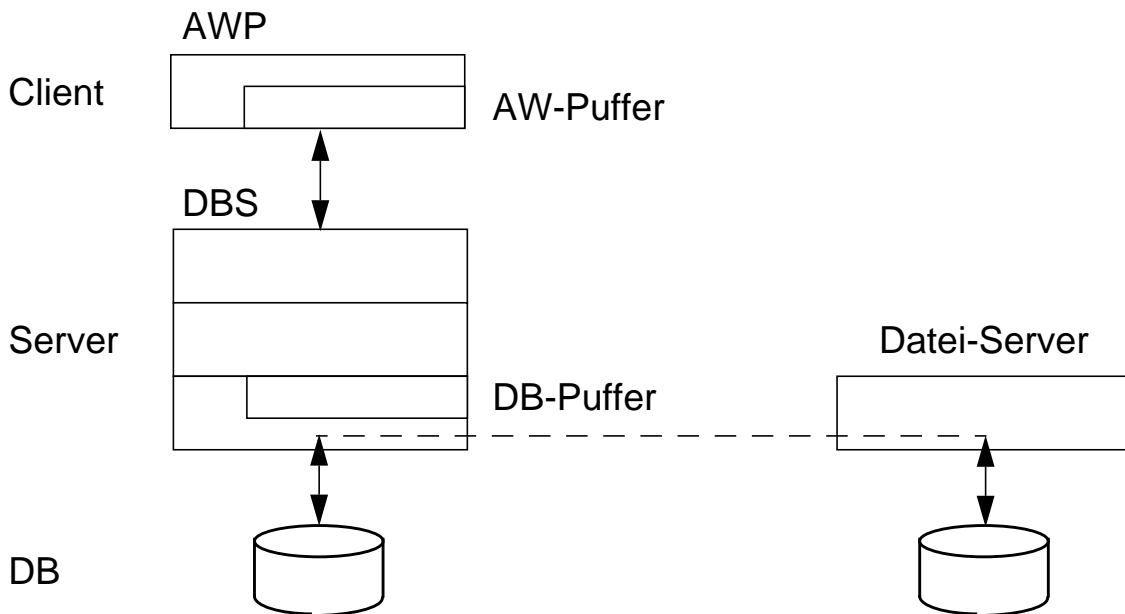 AWP
Client
AW-Puffer
DBS
Server
Datei-Server
DB-Puffer
DB